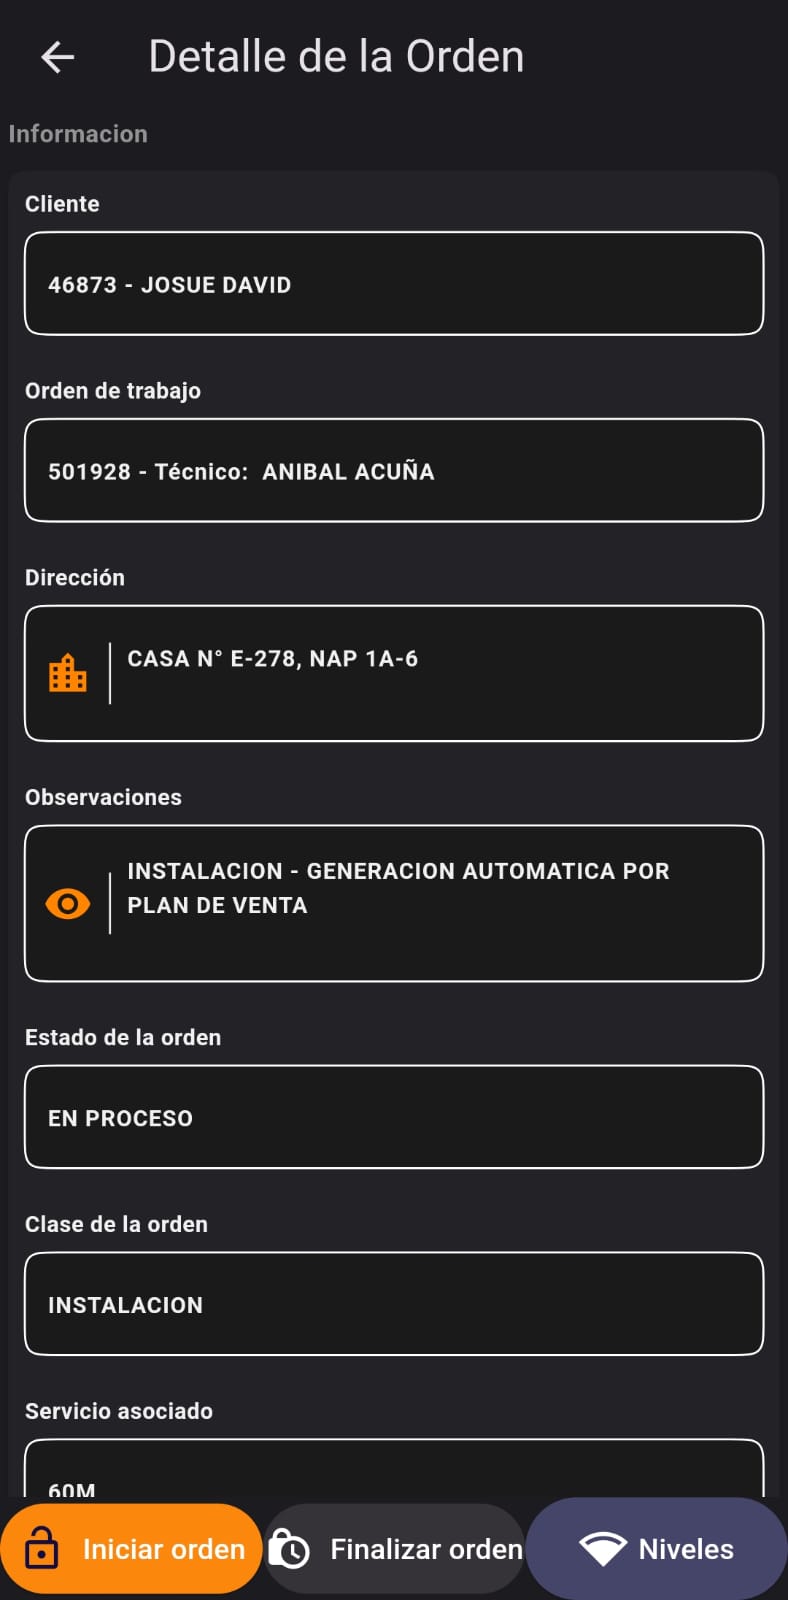 Detalle de la Orden
Informacion
Cliente
46873 - JOSUE DAVID
Orden de trabajo
501928 - Técnico:  ANIBAL ACUÑA
Dirección
CASA N° E-278, NAP 1A-6
Observaciones
INSTALACION - GENERACION AUTOMATICA POR
PLAN DE VENTA
Estado de la orden
EN PROCESO
Clase de la orden
INSTALACION
Servicio asociado
60M
Iniciar orden
Finalizar orden
Niveles